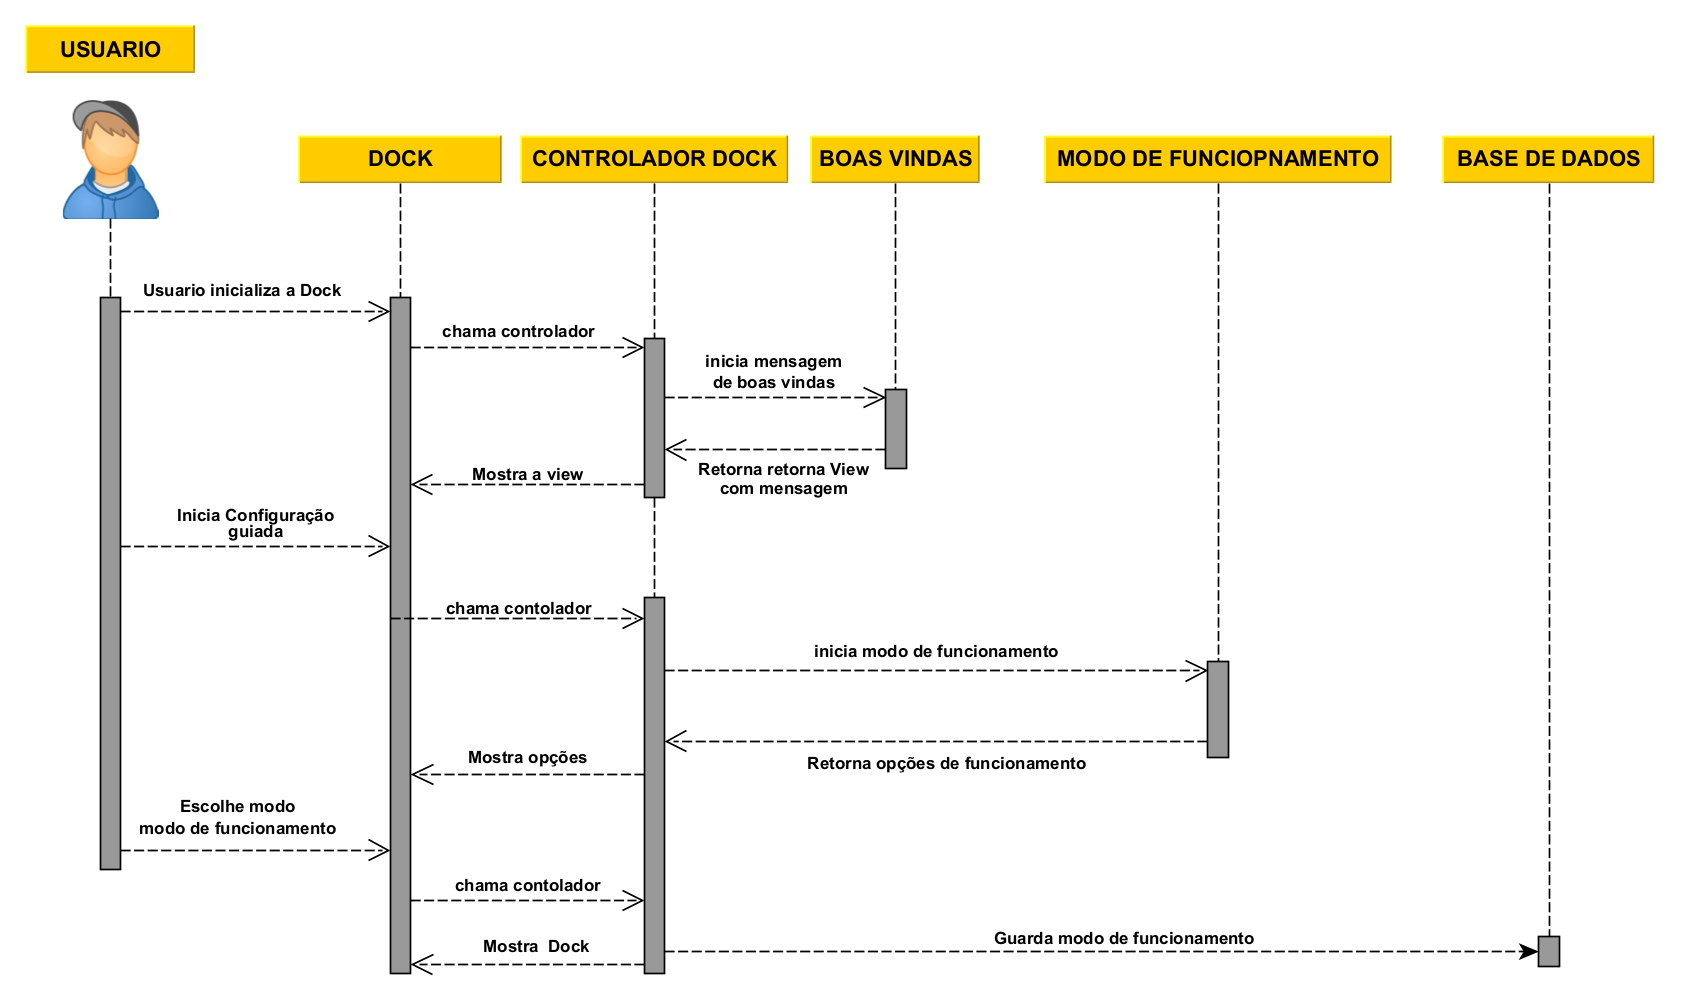 USUARIO
DOCK
CONTROLADOR DOCK
BOAS VINDAS
MODO DE FUNCIOPNAMENTO
BASE DE DADOS
Usuario inicializa a Dock
chama controlador
inicia mensagem
de boas vindas
Retorna retorna View
com mensagem
Mostra a view
Inicia Configuração
guiada
chama contolador
inicia modo de funcionamento
Retorna opções de funcionamento
Mostra opções
Escolhe modo
modo de funcionamento
chama contolador
Guarda modo de funcionamento
Mostra  Dock